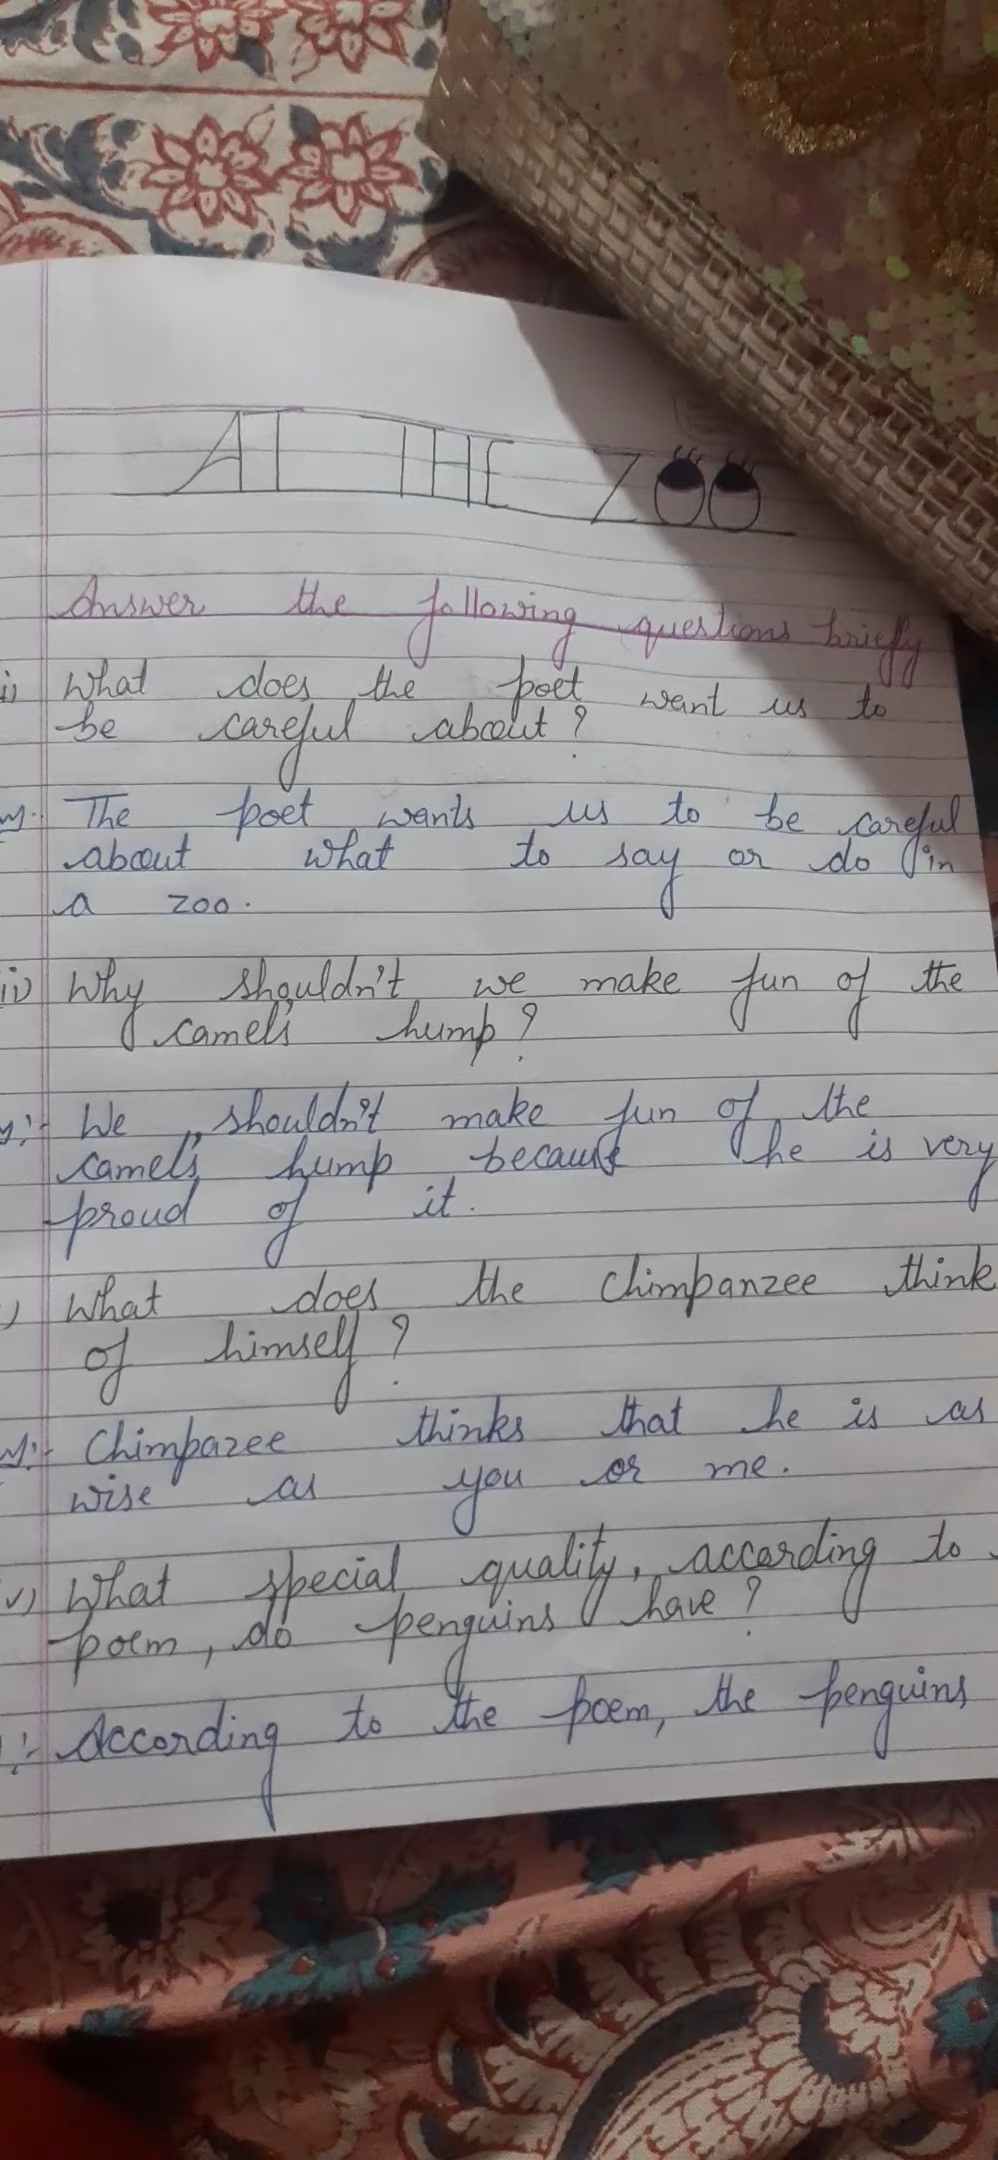 AT THE ZOO
Answer the following questions briefly
i) What does the poet want us to
be careful about?
The poet wants us to be careful
about what to say or do in
a zoo.
Why shouldn't we make fun of the
camel's hump?
We shouldn't make fun of the
camel's hump because he is very
proud of it.
What does the Chimpanzee think
of himself?
Chimpazee thinks that he is as
wise as you or me.
v) What special quality, according to
poem, do penguins have?
According to the poem, the penguins